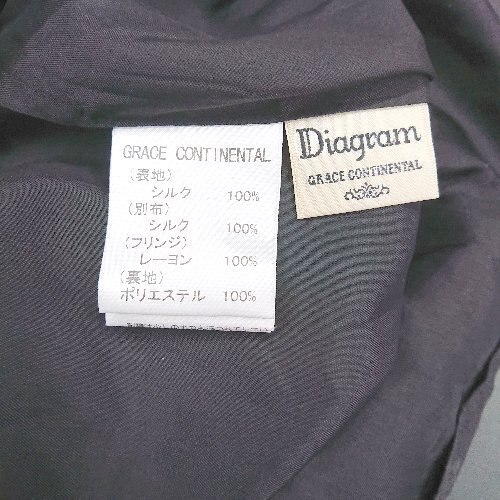 GRACE CONTINENTAL
(表地)
シルク 100%
(別布)
シルク 100%
(フリンジ)
レーヨン 100%
(裏地)
ポリエステル 100%
Diagram
GRACE CONTINENTAL